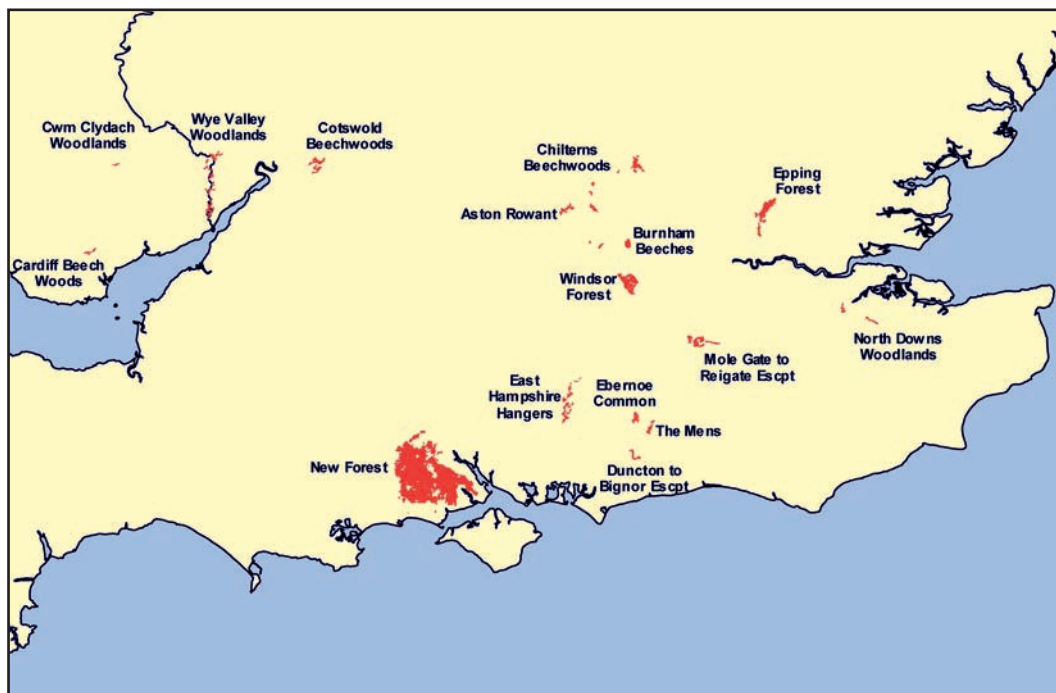 Cwm Clydach
Woodlands
Wye Valley
Woodlands
Cotswold
Beechwoods
Chilterns
Beechwoods
Epping
Forest
Aston Rowant
Burnham
Beeches
Cardiff Beech
Woods
Windsor
Forest
North Downs
Woodlands
Mole Gate to
Reigate Escpt
East
Hampshire
Hangers
Ebernoe
Common
The Mens
New Forest
Duncton to
Bignor Escpt